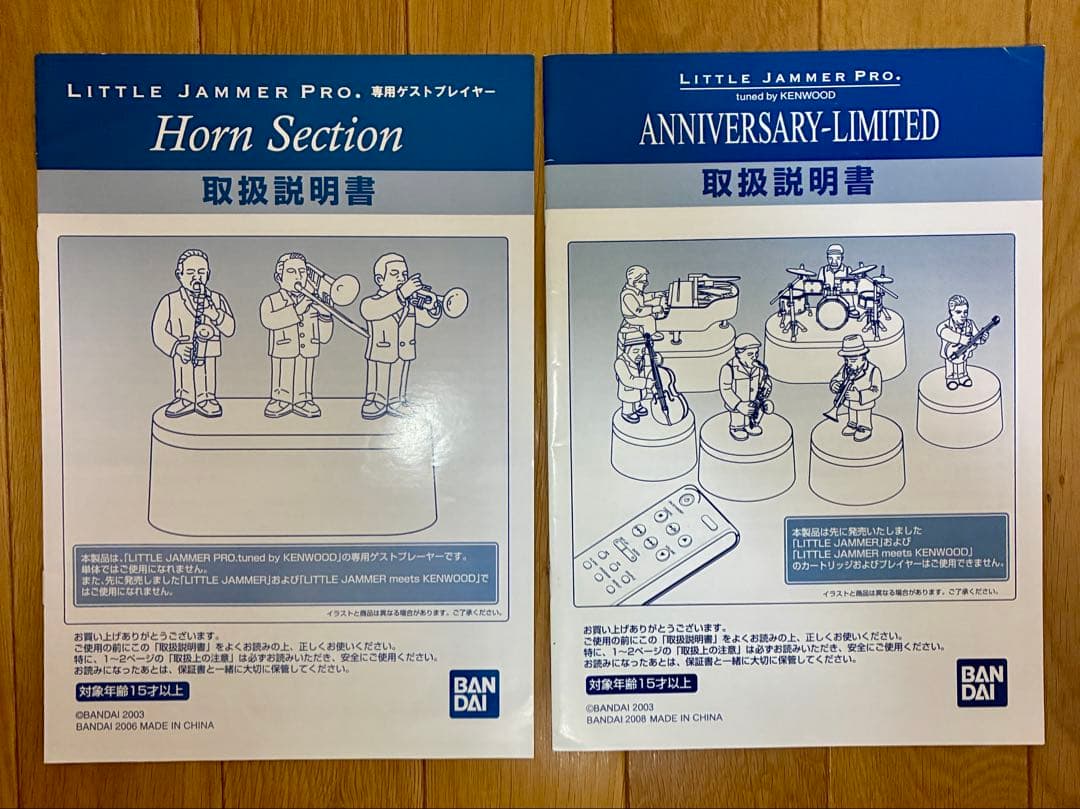 LITTLE JAMMER PRO. 専用ゲストプレイヤー
Horn Section
取扱説明書
本製品は、「LITTLE JAMMER PRO.tuned by KENWOOD」の専用ゲストプレーヤーです。
単体ではご使用になれません。
また、先に発売しました「LITTLE JAMMER」および「LITTLE JAMMER meets KENWOOD」で
はご使用になれません。
イラストと商品は異なる場合があります。ご了承ください。
お買い上げありがとうございます。
ご使用の前にこの「取扱説明書」をよくお読みの上、正しくお使いください。
特に、1〜2ページの「取扱上の注意」は必ずお読みいただき、安全にご使用ください。
お読みになったあとは、保証書と一緒に大切に保管してください。
対象年齢15才以上
BAN
DAI
©BANDAI 2003
BANDAI 2006 MADE IN CHINA
LITTLE JAMMER PRO.
tuned by KENWOOD
ANNIVERSARY-LIMITED
取扱説明書
本製品は先に発売いたしました
「LITTLE JAMMER」および
「LITTLE JAMMER meets KENWOOD」
のカートリッジおよびプレイヤーはご使用できません。
イラストと商品は異なる場合があります。ご了承ください。
お買い上げありがとうございます。
ご使用の前にこの「取扱説明書」をよくお読みの上、正しくお使いください。
特に、1〜2ページの「取扱上の注意」は必ずお読みいただき、安全にご使用ください。
お読みになったあとは、保証書と一緒に大切に保管してください。
対象年齢15才以上
BAN
DAI
©BANDAI 2003
BANDAI 2008 MADE IN CHINA